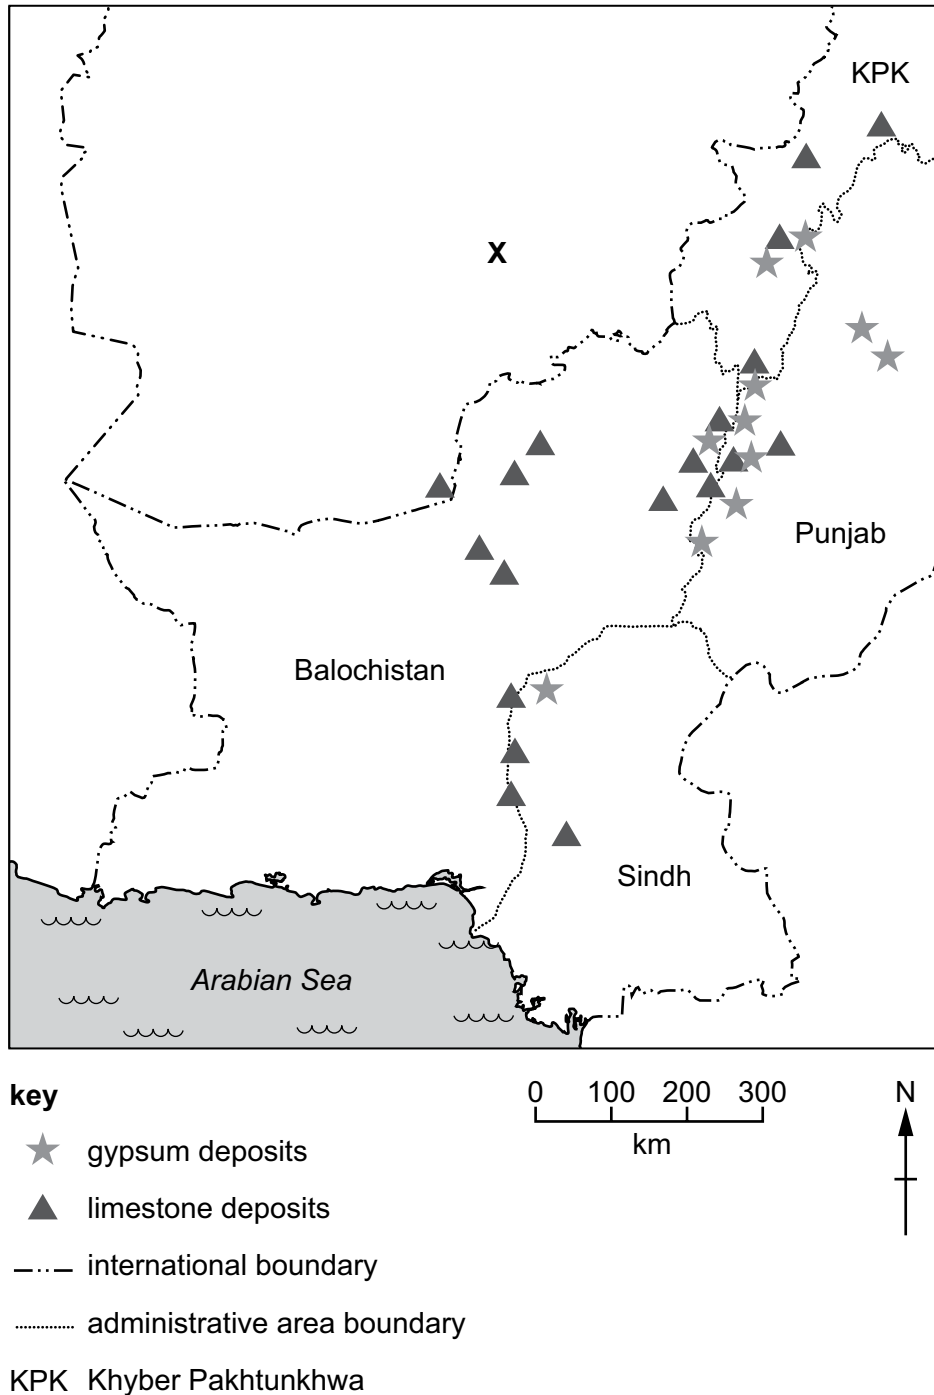 KPK
X
Punjab
Balochistan
Sindh
Arabian Sea
key
gypsum deposits
limestone deposits
international boundary
administrative area boundary
KPK Khyber Pakhtunkhwa
0 100 200 300
km
N